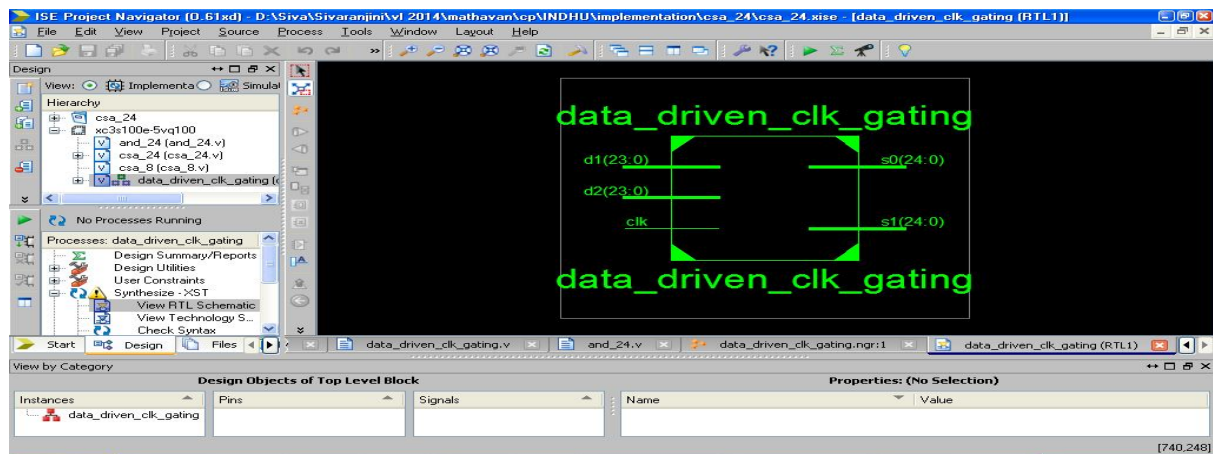 ISE Project Navigator (O.61xd) - D:\Siva\Sivaranjini\vl 2014\mathavan\cp\INDHU\implementation\csa_24\csa_24.xise - [data_driven_clk_gating (RTL1)]
File Edit View Project Source Process Tools Window Layout Help
Design
View: Implementa Simulat
Hierarchy
csa_24
xc3s100e-5vq100
and_24 (and_24.v)
csa_24 (csa_24.v)
csa_8 (csa_8.v)
data_driven_clk_gating (
No Processes Running
Processes: data_driven_clk_gating
Design Summary/Reports
Design Utilities
User Constraints
Synthesize - XST
View RTL Schematic
View Technology S...
Check Syntax
data_driven_clk_gating
d1(23:0) s0(24:0)
d2(23:0)
clk s1(24:0)
data_driven_clk_gating
Start Design Files data_driven_clk_gating.v and_24.v data_driven_clk_gating.ngr:1 data_driven_clk_gating (RTL1)
View by Category
Design Objects of Top Level Block Properties: (No Selection)
Instances Pins Signals Name Value
data_driven_clk_gating
[740,248]